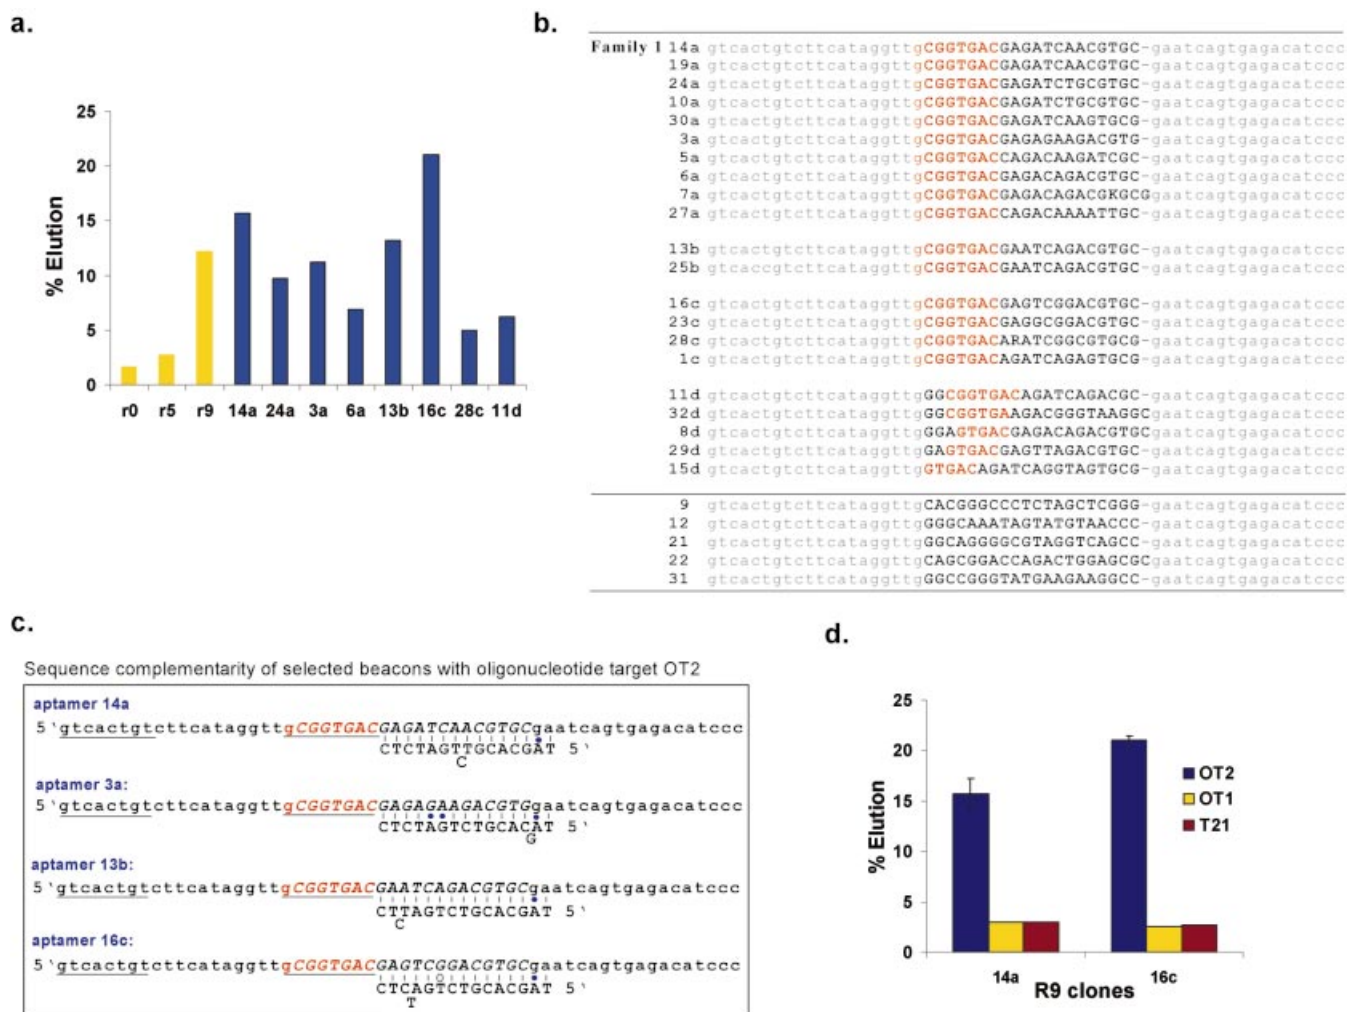 a.
25
20
15
10
5
0
% Elution
r0 r5 r9 14a 24a 3a 6a 13b 16c 28c 11d
b.
Family 1 14a gtcactgtcttcataggttgCGGTGACGAGATCAACGTGC-gaatcagtgagacatccc
19a gtcactgtcttcataggttgCGGTGACGAGATCAACGTGC-gaatcagtgagacatccc
24a gtcactgtcttcataggttgCGGTGACGAGATCTGCGTGC-gaatcagtgagacatccc
10a gtcactgtcttcataggttgCGGTGACGAGATCTGCGTGC-gaatcagtgagacatccc
30a gtcactgtcttcataggttgCGGTGACGAGATCAAGTGCG-gaatcagtgagacatccc
3a gtcactgtcttcataggttgCGGTGACGAGAGAAGACGTG-gaatcagtgagacatccc
5a gtcactgtcttcataggttgCGGTGACCAGACAAGATCGC-gaatcagtgagacatccc
6a gtcactgtcttcataggttgCGGTGACGAGACAGACGTGC-gaatcagtgagacatccc
7a gtcactgtcttcataggttgCGGTGACGAGACAGACGKGCGgaatcagtgagacatccc
27a gtcactgtcttcataggttgCGGTGACCAGACAAAATTGC-gaatcagtgagacatccc
13b gtcactgtcttcataggttgCGGTGACGAATCAGACGTGC-gaatcagtgagacatccc
25b gtcaccgtcttcataggttgCGGTGACGAATCAGACGTGC-gaatcagtgagacatccc
16c gtcactgtcttcataggttgCGGTGACGAGTCGGACGTGC-gaatcagtgagacatccc
23c gtcactgtcttcataggttgCGGTGACGAGGCGGACGTGC-gaatcagtgagacatccc
28c gtcactgtcttcataggttgCGGTGACARATCGGCGTGC-gaatcagtgagacatccc
1c gtcactgtcttcataggttgCGGTGACAGATCAGAGTGCG-gaatcagtgagacatccc
11d gtcactgtcttcataggttgGGCGGTGACAGATCAGACGC-gaatcagtgagacatccc
32d gtcactgtcttcataggttgGGCGGTGAAGACGGGTAAGGCgaatcagtgagacatccc
8d gtcactgtcttcataggttgGGAGTGACGAGACAGACGTGCgaatcagtgagacatccc
29d gtcactgtcttcataggttgGAGTGACGAGTTAGACGTGC-gaatcagtgagacatccc
15d gtcactgtcttcataggttgGTGACAGATCAGGTAGTGCG-gaatcagtgagacatccc
9 gtcactgtcttcataggttgCACGGGCCCTCTAGCTCGGG-gaatcagtgagacatccc
12 gtcactgtcttcataggttgGGGCAAATAGTATGTAACCC-gaatcagtgagacatccc
21 gtcactgtcttcataggttgGGCAGGGGCGTAGGTCAGCC-gaatcagtgagacatccc
22 gtcactgtcttcataggttgCAGCGGACCAGACTGGAGCGCgaatcagtgagacatccc
31 gtcactgtcttcataggttgGGCCGGGTATGAAGAAGGCC-gaatcagtgagacatccc
c.
Sequence complementarity of selected beacons with oligonucleotide target OT2
aptamer 14a
5 'gtcactgtcttcataggttgCGGTGACGAGATCAACGTGCgaatcagtgagacatccc
CTCTAGTTGCACGAT 5 '
C
aptamer 3a:
5 'gtcactgtcttcataggttgCGGTGACGAGAGAAGACGTGgaatcagtgagacatccc
CTCTAGTCTGCACAT 5 '
G
aptamer 13b:
5 'gtcactgtcttcataggttgCGGTGACGAATCAGACGTGCgaatcagtgagacatccc
CTTAGTCTGCACGAT 5 '
C
aptamer 16c:
5 'gtcactgtcttcataggttgCGGTGACGAGTCGGACGTGCgaatcagtgagacatccc
CTCAGTCTGCACGAT 5 '
T
d.
25
20
15
10
5
0
% Elution
OT2
OT1
T21
14a 16c
R9 clones